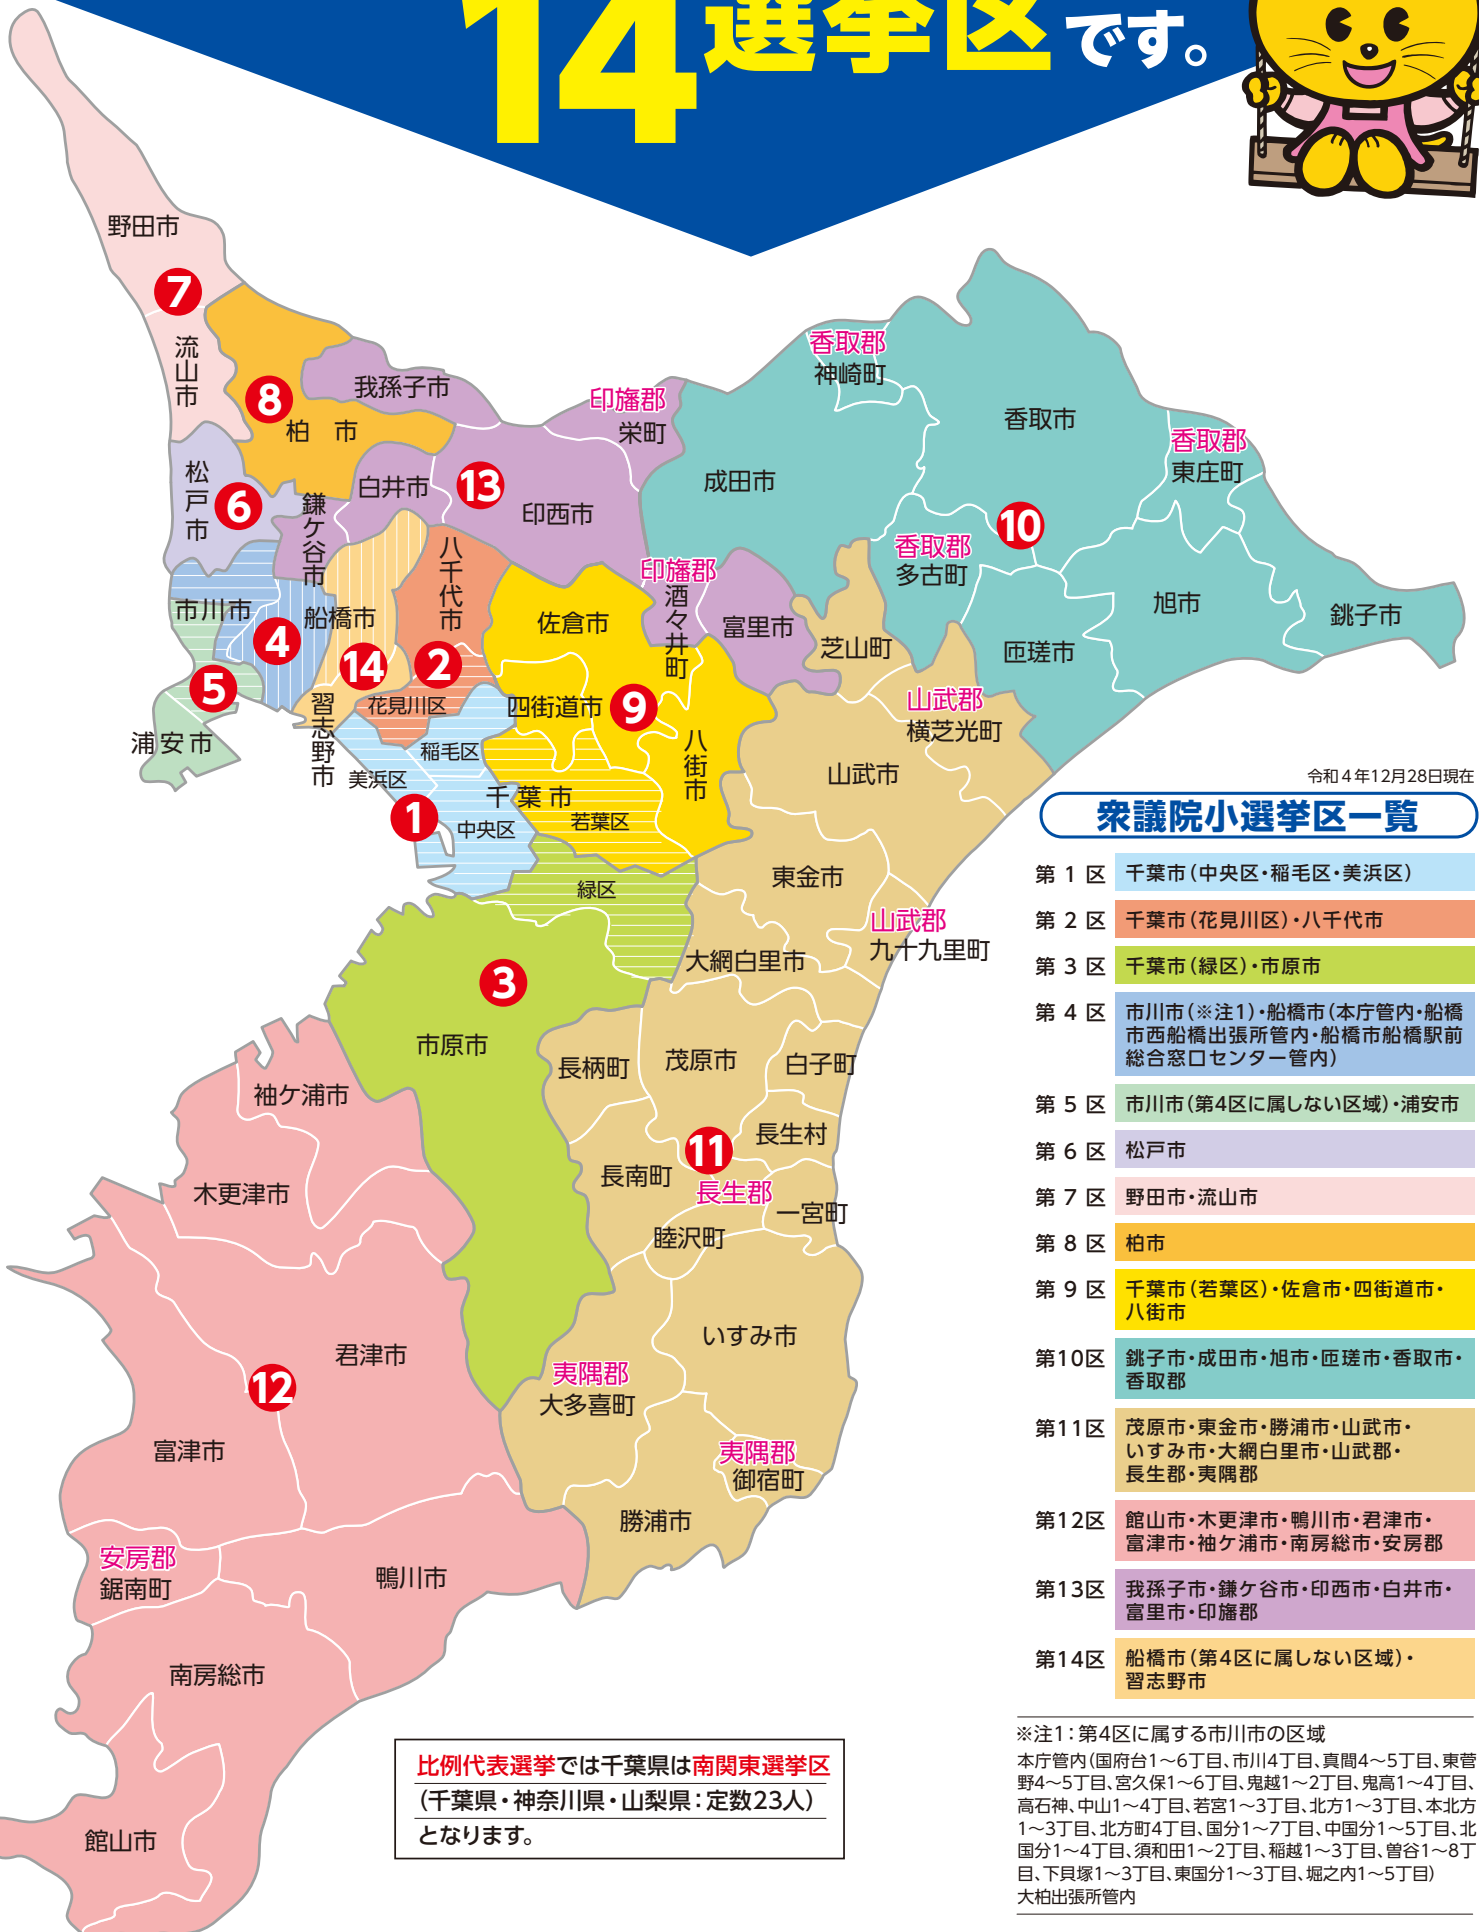 14選挙区です。
野田市
7
流山市
8
柏 市
我孫子市
印旛郡
栄町
香取郡
神崎町
香取市
香取郡
東庄町
成田市
松戸市
6
鎌ケ谷市
白井市
13
印西市
10
香取郡
多古町
八千代市
印旛郡
酒々井町
富里市
佐倉市
旭市
銚子市
匝瑳市
芝山町
市川市
4
船橋市
14
2
5
花見川区
四街道市
9
八街市
山武郡
横芝光町
浦安市
習志野市
稲毛区
美浜区
千葉市
1
中央区
若葉区
山武市
東金市
緑区
山武郡
九十九里町
大網白里市
3
市原市
長柄町
茂原市
白子町
袖ケ浦市
長生村
11
長南町
長生郡
一宮町
木更津市
睦沢町
いすみ市
君津市
12
夷隅郡
大多喜町
富津市
夷隅郡
御宿町
勝浦市
安房郡
鋸南町
鴨川市
南房総市
館山市
比例代表選挙では千葉県は南関東選挙区
(千葉県・神奈川県・山梨県:定数23人)
となります。
令和4年12月28日現在
衆議院小選挙区一覧
第1区 千葉市(中央区・稲毛区・美浜区)
第2区 千葉市(花見川区)・八千代市
第3区 千葉市(緑区)・市原市
第4区 市川市(※注1)・船橋市(本庁管内・船橋
市西船橋出張所管内・船橋市船橋駅前
総合窓口センター管内)
第5区 市川市(第4区に属しない区域)・浦安市
第6区 松戸市
第7区 野田市・流山市
第8区 柏市
第9区 千葉市(若葉区)・佐倉市・四街道市・
八街市
第10区 銚子市・成田市・旭市・匝瑳市・香取市・
香取郡
第11区 茂原市・東金市・勝浦市・山武市・
いすみ市・大網白里市・山武郡・
長生郡・夷隅郡
第12区 館山市・木更津市・鴨川市・君津市・
富津市・袖ケ浦市・南房総市・安房郡
第13区 我孫子市・鎌ケ谷市・印西市・白井市・
富里市・印旛郡
第14区 船橋市(第4区に属しない区域)・
習志野市
※注1:第4区に属する市川市の区域
本庁管内(国府台1～6丁目、市川4丁目、真間4～5丁目、東菅
野4～5丁目、宮久保1～6丁目、鬼越1～2丁目、鬼高1～4丁目、
高石神、中山1～4丁目、若宮1～3丁目、北方1～3丁目、本北方
1～3丁目、北方町4丁目、国分1～7丁目、中国分1～5丁目、北
国分1～4丁目、須和田1～2丁目、稲越1～3丁目、曽谷1～8丁
目、下貝塚1～3丁目、東国分1～3丁目、堀之内1～5丁目)
大柏出張所管内